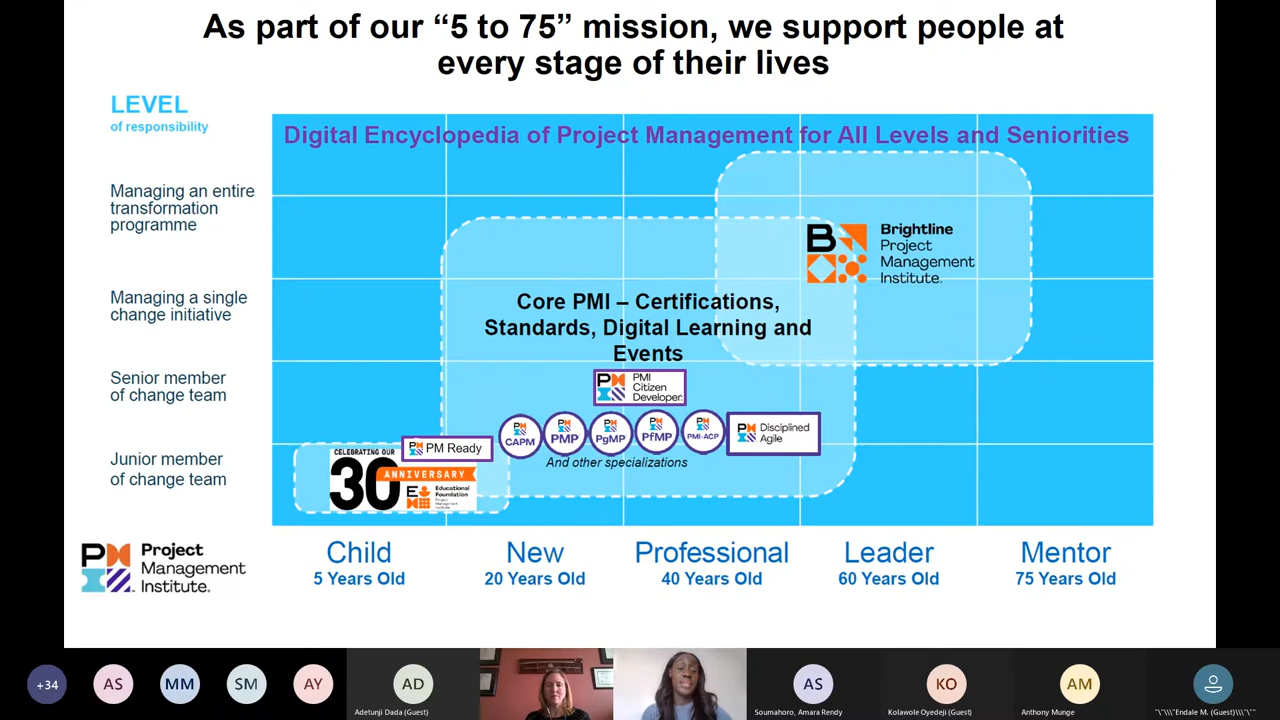 As part of our “5 to 75” mission, we support people at
every stage of their lives
LEVEL
of responsibility
Digital Encyclopedia of Project Management for All Levels and Seniorities
Managing an entire
transformation
programme
B
Brightline
Project
Management
Institute.
Managing a single
change initiative
Core PMI – Certifications,
Standards, Digital Learning and
Events
Senior member
of change team
PMI
Citizen
Developer
CAPM
PMP
PgMP
PfMP
PMI-ACP
Disciplined
Agile
And other specializations
Junior member
of change team
PM Ready
CELEBRATING OUR
30
ANNIVERSARY
Educational
Foundation
Project
Management
Institute
Project
Management
Institute.
Child
5 Years Old
New
20 Years Old
Professional
40 Years Old
Leader
60 Years Old
Mentor
75 Years Old
+34
AS
MM
SM
AY
AD
Adetunji Dada (Guest)
AS
Soumahoro, Amara Rendy
KO
Kolawole Oyedeji (Guest)
AM
Anthony Munge
"\"\\\"Endale M. (Guest)\\\"\""